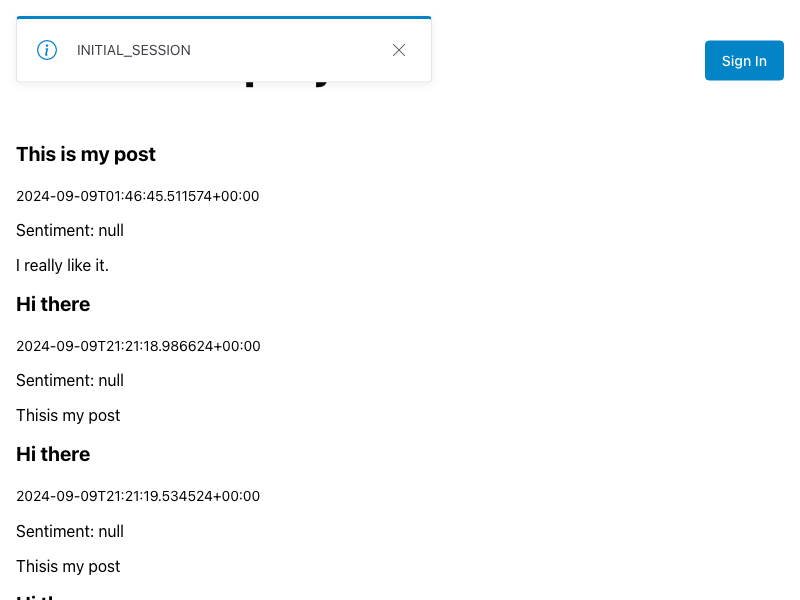 INITIAL_SESSION
Sign In
This is my post
2024-09-09T01:46:45.511574+00:00
Sentiment: null
I really like it.
Hi there
2024-09-09T21:21:18.986624+00:00
Sentiment: null
Thisis my post
Hi there
2024-09-09T21:21:19.534524+00:00
Sentiment: null
Thisis my post